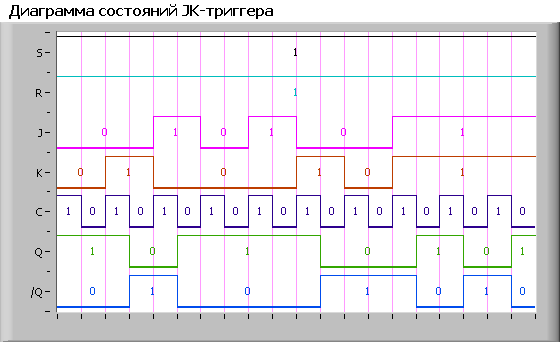 Диаграмма состояний JK-триггера
S 1
R 1
J 0 1 0 1 0 1
K 0 1 0 1 0 1
C 1 0 1 0 1 0 1 0 1 0 1 0 1 0 1 0 1 0 1 0
Q 1 0 1 0 1 0 1
/Q 0 1 0 1 0 1 0